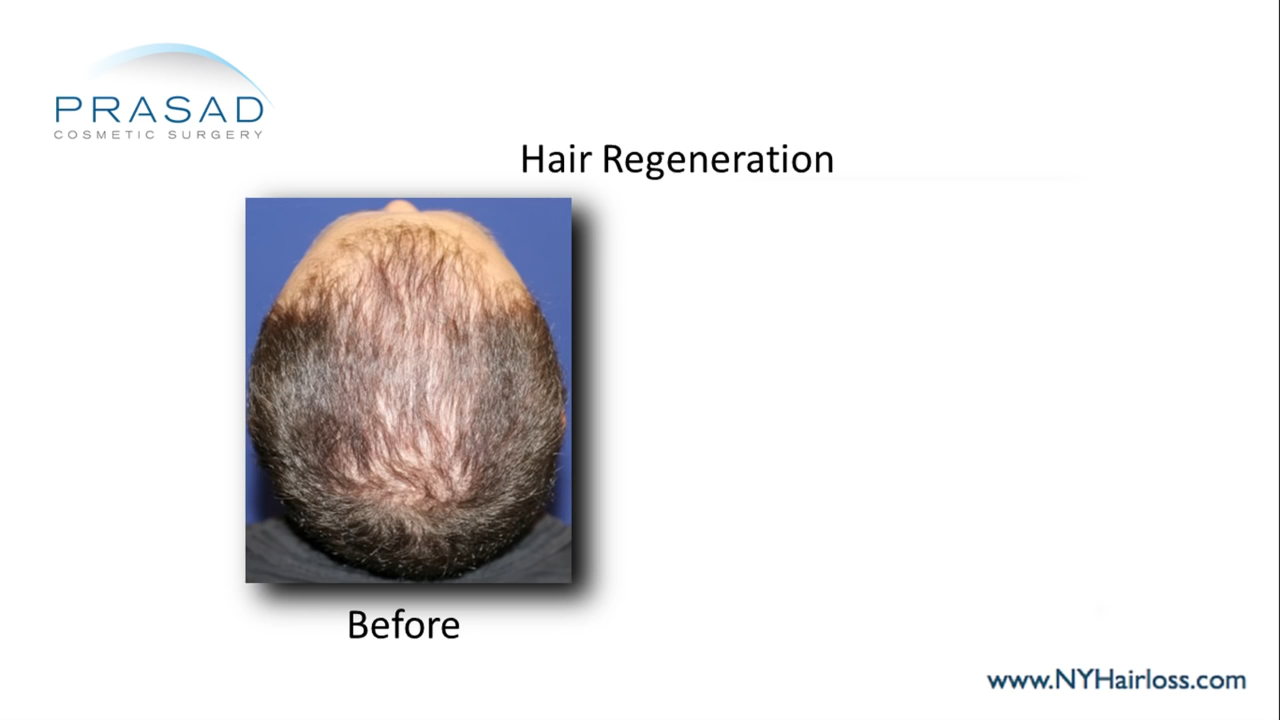 PRASAD
COSMETIC SURGERY
Hair Regeneration
Before
www.NYHairloss.com